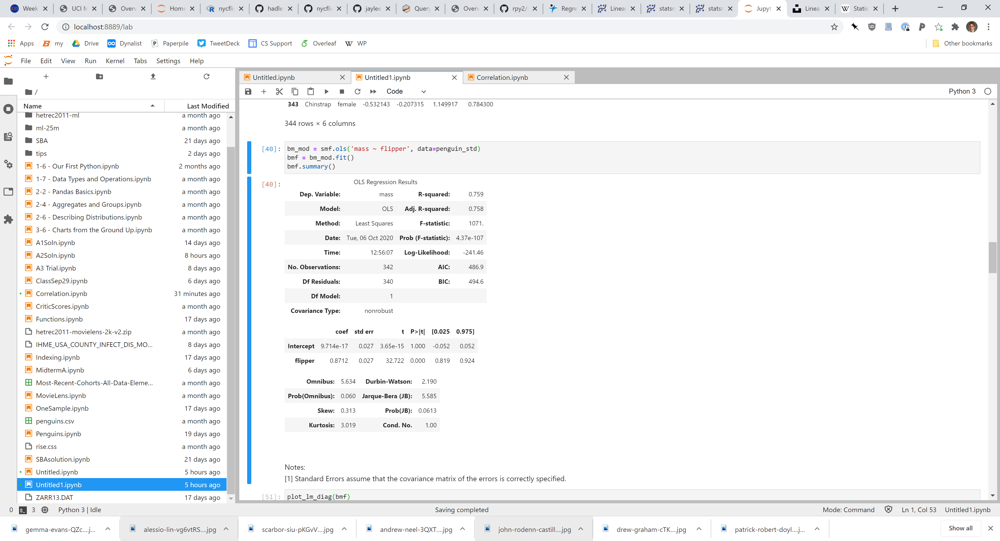 Week UCI M Overv Home nycfli hadle nycfli jaylee Query Overv rpy2/ Regre Linea statsm statsm Jupyt Linea Statis
localhost:8889/lab
Apps my Drive Dynalist Paperpile TweetDeck CS Support Overleaf WP Other bookmarks
File Edit View Run Kernel Tabs Settings Help
Untitled.ipynb Untitled1.ipynb Correlation.ipynb
Code Python 3
/
Name Last Modified
hetrec2011-ml a month ago
ml-25m a month ago
SBA 21 days ago
tips 2 days ago
1-6 - Our First Python.ipynb 2 months ago
1-7 - Data Types and Operations.ipynb a month ago
2-2 - Pandas Basics.ipynb a month ago
2-4 - Aggregates and Groups.ipynb a month ago
2-6 - Describing Distributions.ipynb a month ago
3-6 - Charts from the Ground Up.ipynb a month ago
A1Soln.ipynb 14 days ago
A2Soln.ipynb 8 hours ago
A3 Trial.ipynb 8 days ago
ClassSep29.ipynb 6 days ago
Correlation.ipynb 31 minutes ago
CriticScores.ipynb a month ago
Functions.ipynb 17 days ago
hetrec2011-movielens-2k-v2.zip a month ago
IHME_USA_COUNTY_INFECT_DIS_MO... 8 days ago
Indexing.ipynb 17 days ago
MidtermA.ipynb 6 days ago
Most-Recent-Cohorts-All-Data-Eleme... a month ago
MovieLens.ipynb a month ago
OneSample.ipynb 17 days ago
penguins.csv a month ago
Penguins.ipynb 19 days ago
rise.css a month ago
SBAsolution.ipynb 21 days ago
Untitled.ipynb 5 hours ago
Untitled1.ipynb 5 hours ago
ZARR13.DAT 17 days ago
343 Chinstrap female -0.532143 -0.207315 1.149917 0.784300
344 rows × 6 columns
[40]: bm_mod = smf.ols('mass ~ flipper', data=penguin_std)
bmf = bm_mod.fit()
bmf.summary()
[40]: OLS Regression Results
Dep. Variable: mass R-squared: 0.759
Model: OLS Adj. R-squared: 0.758
Method: Least Squares F-statistic: 1071.
Date: Tue, 06 Oct 2020 Prob (F-statistic): 4.37e-107
Time: 12:56:07 Log-Likelihood: -241.46
No. Observations: 342 AIC: 486.9
Df Residuals: 340 BIC: 494.6
Df Model: 1
Covariance Type: nonrobust
coef std err t P>|t| [0.025 0.975]
Intercept 9.714e-17 0.027 3.65e-15 1.000 -0.052 0.052
flipper 0.8712 0.027 32.722 0.000 0.819 0.924
Omnibus: 5.634 Durbin-Watson: 2.190
Prob(Omnibus): 0.060 Jarque-Bera (JB): 5.585
Skew: 0.313 Prob(JB): 0.0613
Kurtosis: 3.019 Cond. No. 1.00
Notes:
[1] Standard Errors assume that the covariance matrix of the errors is correctly specified.
[51]: plot_lm_diag(bmf)
0 3 Python 3 | Idle Saving completed Mode: Command Ln 1, Col 53 Untitled1.ipynb
gemma-evans-QZc....j... alessio-lin-vg6vtRS....jpg scarbor-siu-pKGvV....jpg andrew-neel-3QXT....jpg john-rodenn-castill....jpg drew-graham-cTK....jpg patrick-robert-doyl....j... Show all